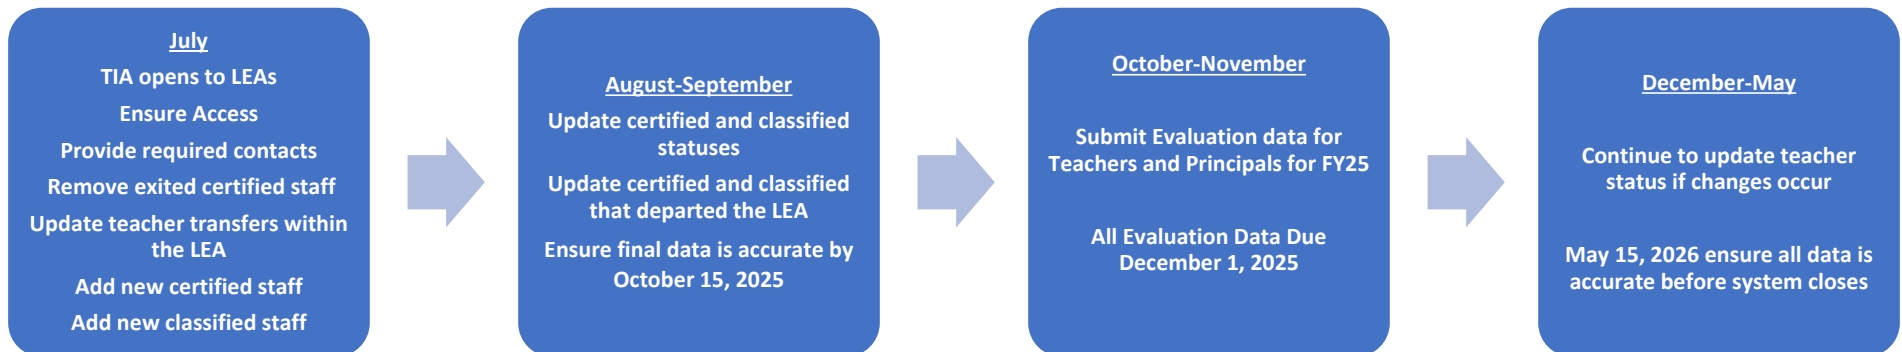 July
TIA opens to LEAs
Ensure Access
Provide required contacts
Remove exited certified staff
Update teacher transfers within
the LEA
Add new certified staff
Add new classified staff
August-September
Update certified and classified
statuses
Update certified and classified
that departed the LEA
Ensure final data is accurate by
October 15, 2025
October-November
Submit Evaluation data for
Teachers and Principals for FY25
All Evaluation Data Due
December 1, 2025
December-May
Continue to update teacher
status if changes occur
May 15, 2026 ensure all data is
accurate before system closes